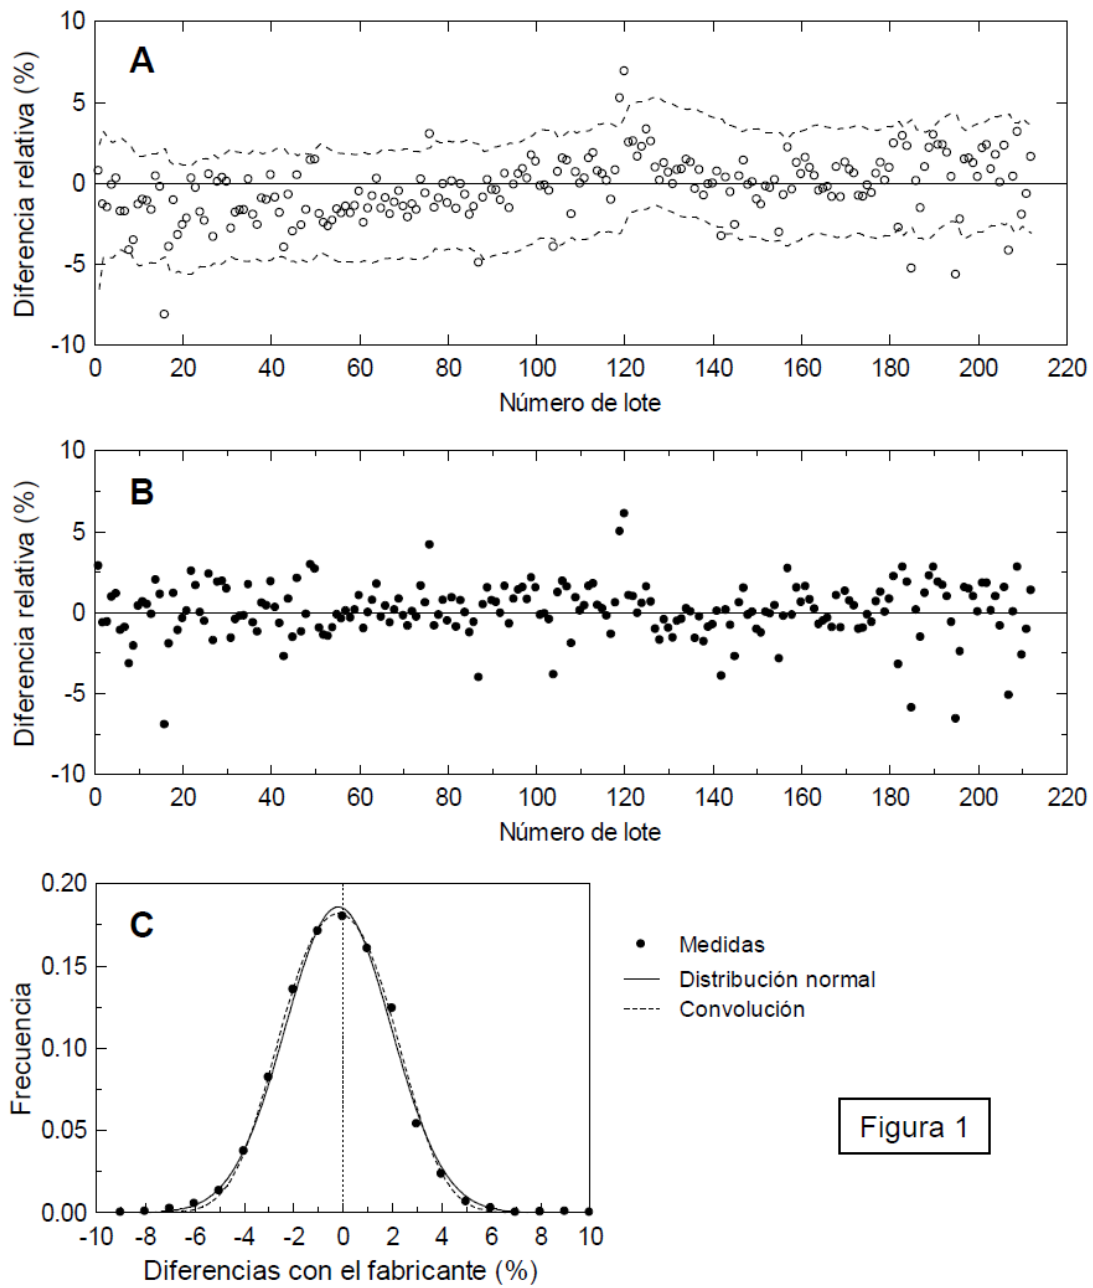 10
A
5
0
-5
-10
Diferencia relativa (%)
0 20 40 60 80 100 120 140 160 180 200 220
Número de lote
10
B
5
0
-5
-10
Diferencia relativa (%)
0 20 40 60 80 100 120 140 160 180 200 220
Número de lote
0.20
C
0.15
0.10
0.05
0.00
Frecuencia
-10 -8 -6 -4 -2 0 2 4 6 8 10
Diferencias con el fabricante (%)
Medidas
Distribución normal
Convolución
Figura 1